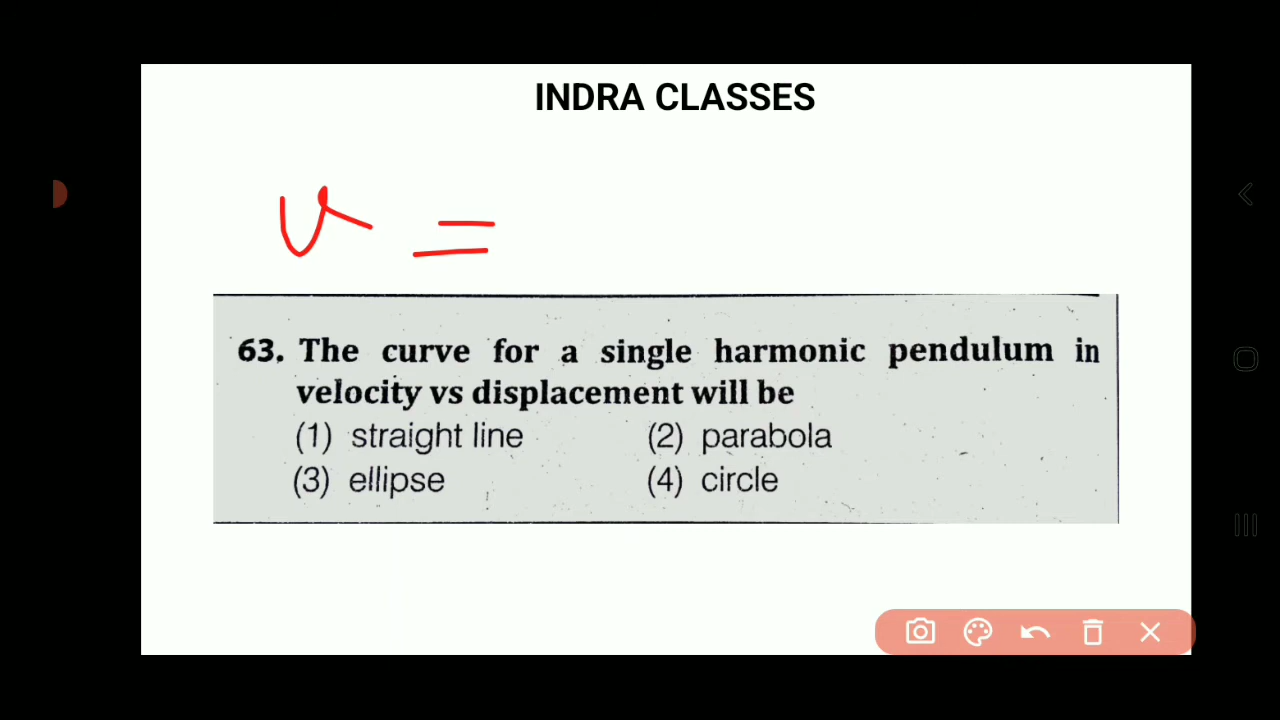 INDRA CLASSES
v =
63. The curve for a single harmonic pendulum in
velocity vs displacement will be
(1) straight line (2) parabola
(3) ellipse (4) circle